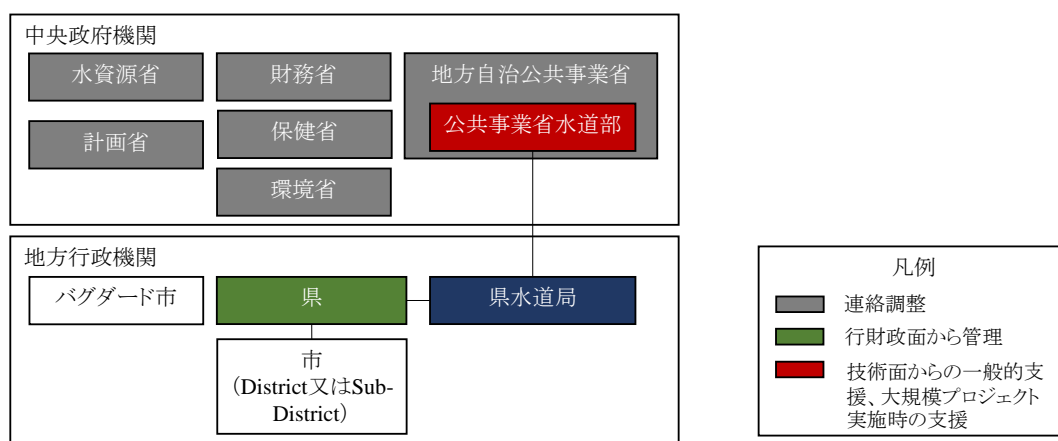 中央政府機関
水資源省
財務省
地方自治公共事業省
公共事業省水道部
計画省
保健省
環境省
地方行政機関
バグダード市
県
県水道局
市
（District又はSub-
District）
凡例
連絡調整
行財政面から管理
技術面からの一般的支
援、大規模プロジェクト
実施時の支援